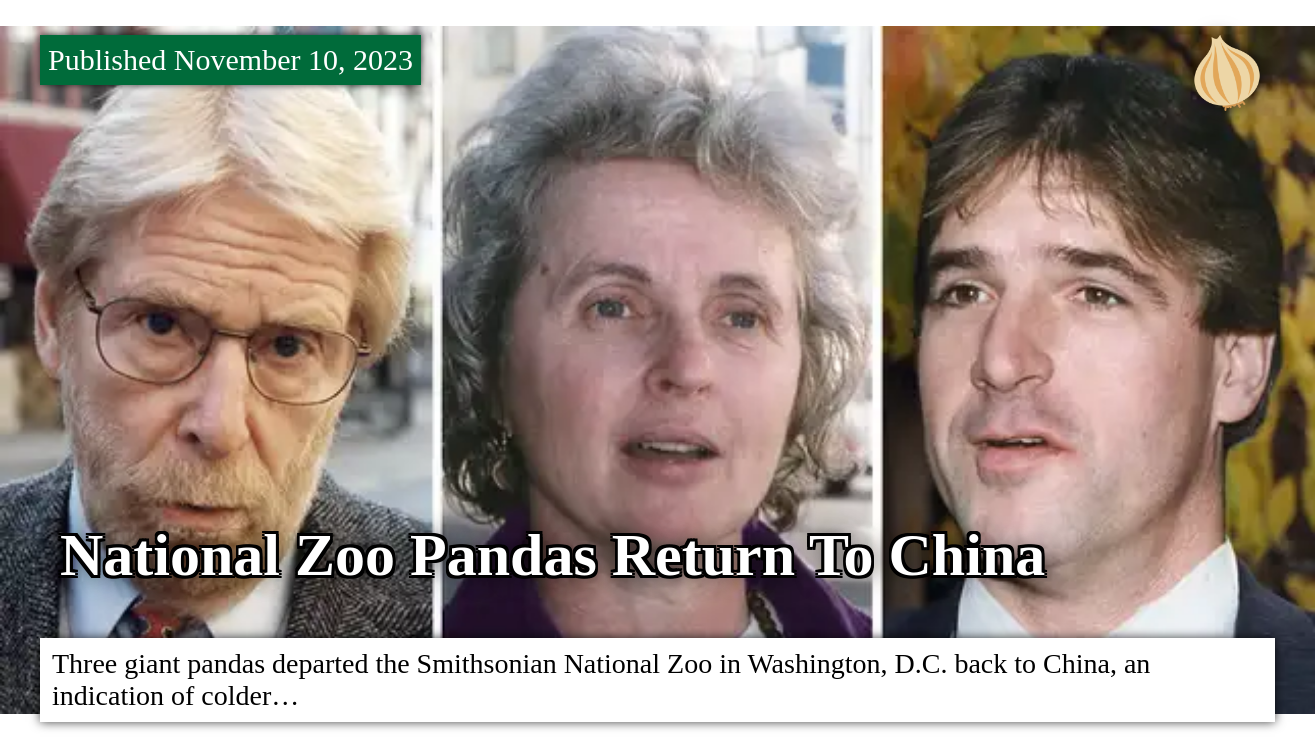 Published November 10, 2023
National Zoo Pandas Return To China
Three giant pandas departed the Smithsonian National Zoo in Washington, D.C. back to China, an
indication of colder…